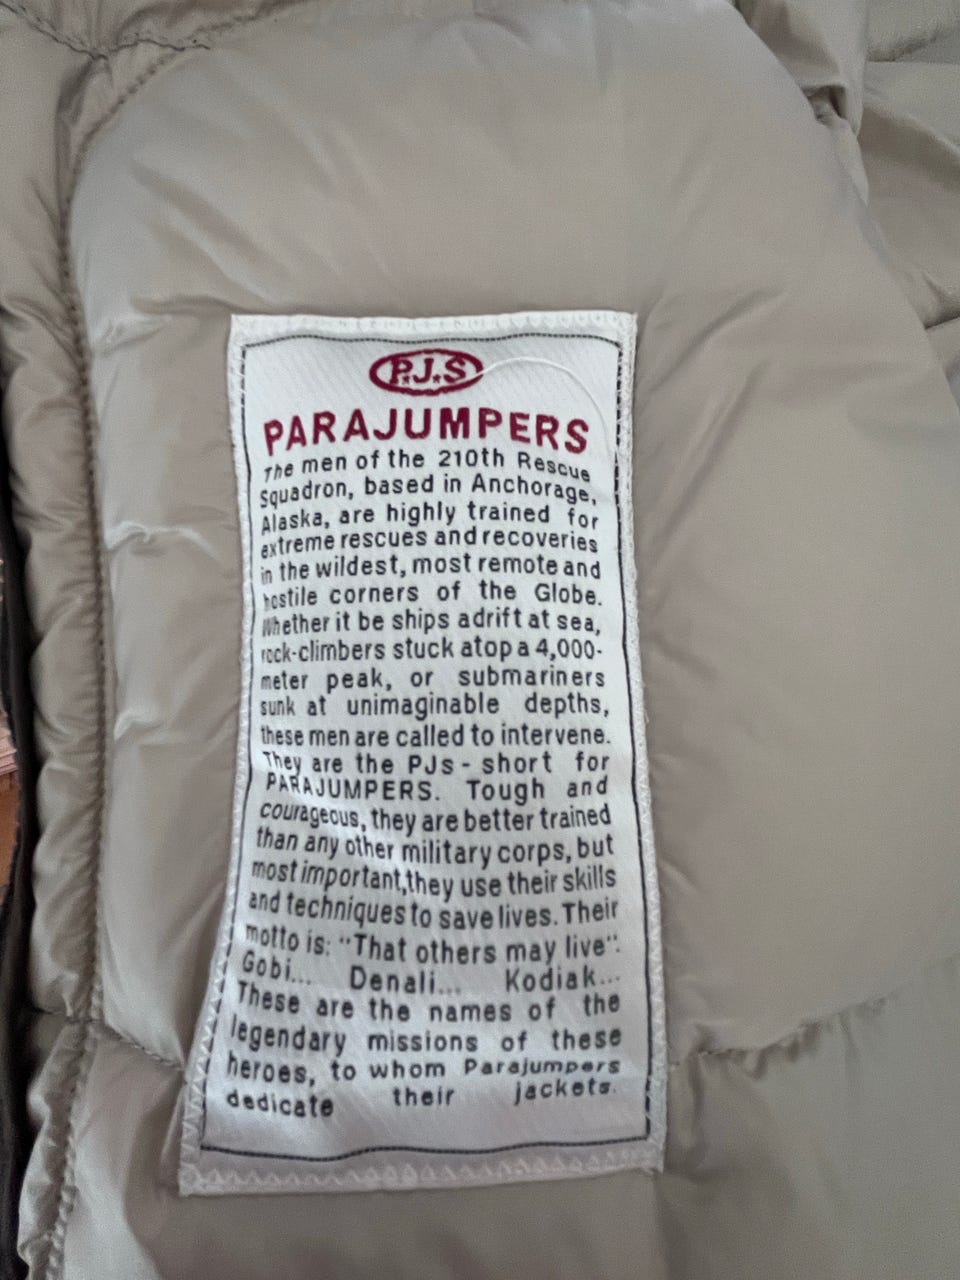 P.J.S
PARAJUMPERS
The men of the 210th Rescue
Squadron, based in Anchorage,
Alaska, are highly trained for
extreme rescues and recoveries
in the wildest, most remote and
hostile corners of the Globe.
Whether it be ships adrift at sea,
rock-climbers stuck atop a 4,000-
meter peak, or submariners
sunk at unimaginable depths,
these men are called to intervene.
They are the PJs - short for
PARAJUMPERS. Tough and
courageous, they are better trained
than any other military corps, but
most important,they use their skills
and techniques to save lives. Their
motto is: "That others may live".
Gobi... Denali... Kodiak...
These are the names of the
legendary missions of these
heroes, to whom Parajumpers
dedicate their jackets.